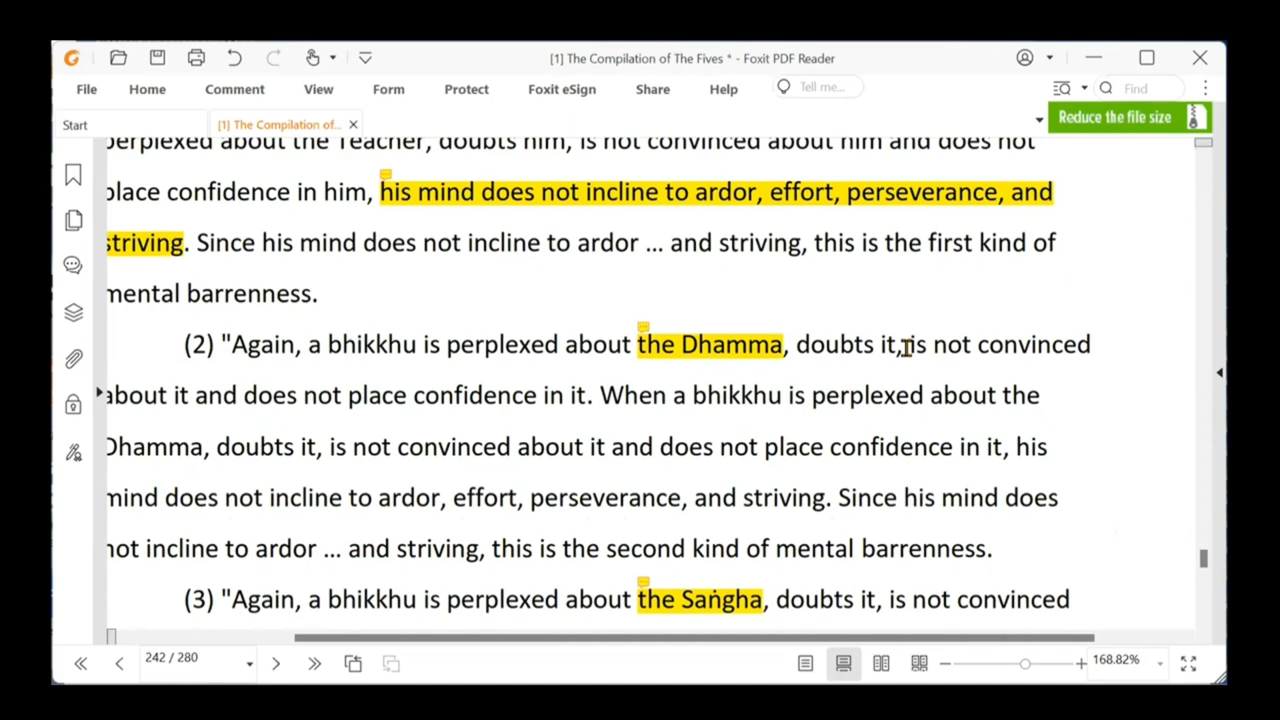 [1] The Compilation of The Fives * - Foxit PDF Reader
File Home Comment View Form Protect Foxit eSign Share Help Tell me... Find
Start [1] The Compilation of... Reduce the file size
perplexed about the Teacher, doubts him, is not convinced about him and does not
place confidence in him, his mind does not incline to ardor, effort, perseverance, and
striving. Since his mind does not incline to ardor ... and striving, this is the first kind of
mental barrenness.
(2) "Again, a bhikkhu is perplexed about the Dhamma, doubts it, is not convinced
about it and does not place confidence in it. When a bhikkhu is perplexed about the
Dhamma, doubts it, is not convinced about it and does not place confidence in it, his
mind does not incline to ardor, effort, perseverance, and striving. Since his mind does
not incline to ardor ... and striving, this is the second kind of mental barrenness.
(3) "Again, a bhikkhu is perplexed about the Saṅgha, doubts it, is not convinced
242 / 280 168.82%